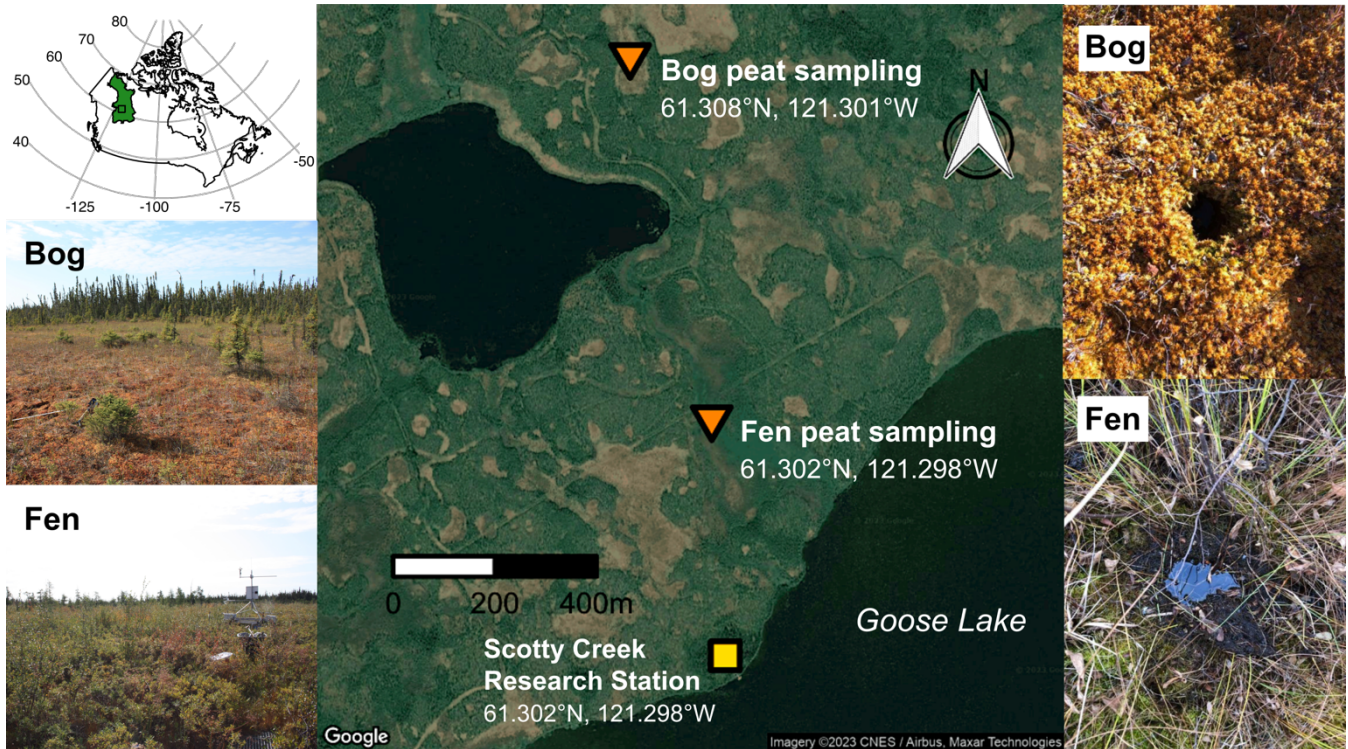 80
70
60
50
40
-50
-125
-100
-75
Bog
Fen
Bog peat sampling
61.308°N, 121.301°W
N
Fen peat sampling
61.302°N, 121.298°W
0 200 400m
Goose Lake
Scotty Creek
Research Station
61.302°N, 121.298°W
Google
Imagery ©2023 CNES / Airbus, Maxar Technologies
Bog
Fen